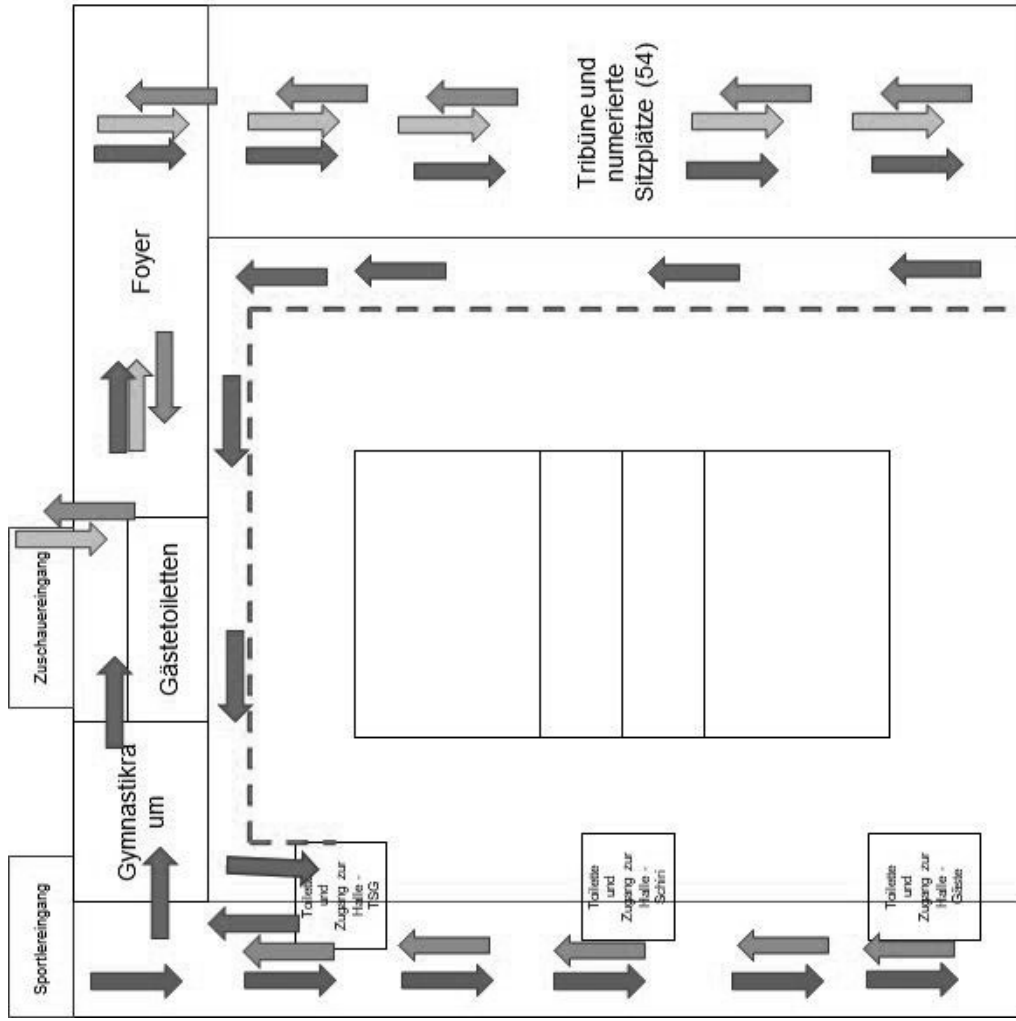 Sportlereingang
Gymnastikra
um
Zuschauereingang
Gästetoiletten
Foyer
Tribüne und
numerierte
Sitzplätze (54)
Toilette
und
Zugang zur
Halle -
TSG
Toilette
und
Zugang zur
Halle -
Schiri
Toilette
und
Zugang zur
Halle -
Gäste